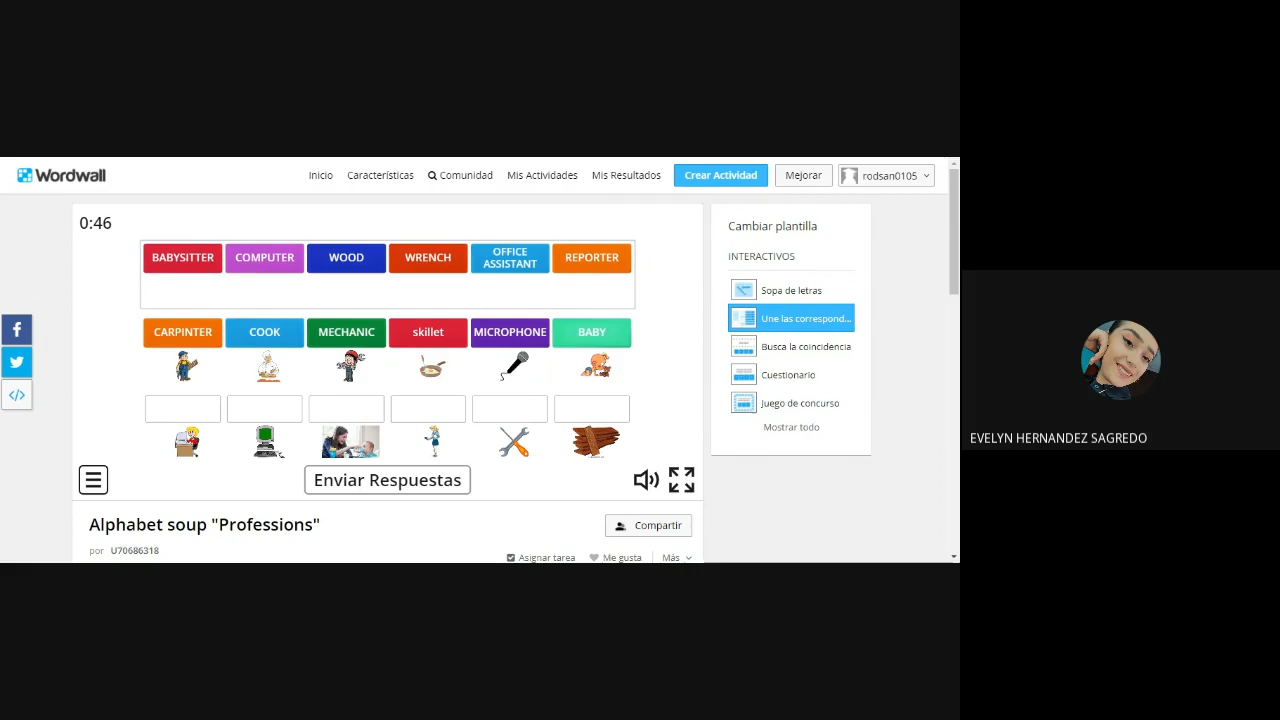 Wordwall
Inicio Características Comunidad Mis Actividades Mis Resultados Crear Actividad Mejorar rodsan0105
0:46
BABYSITTER COMPUTER WOOD WRENCH OFFICE ASSISTANT REPORTER
CARPINTER COOK MECHANIC skillet MICROPHONE BABY
Enviar Respuestas
Alphabet soup "Professions"
Compartir
por U70686318
Asignar tarea Me gusta Más
Cambiar plantilla
INTERACTIVOS
Sopa de letras
Une las correspond...
Busca la coincidencia
Cuestionario
Juego de concurso
Mostrar todo
EVELYN HERNANDEZ SAGREDO